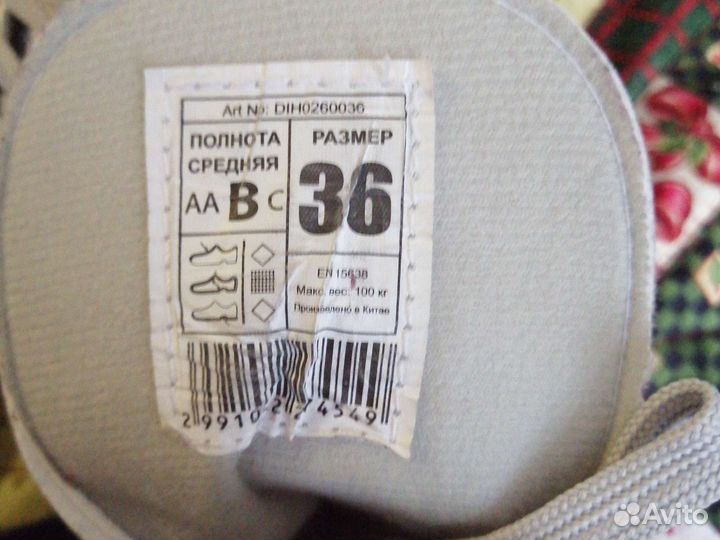 Art No: DIH0260036
ПОЛНОТА
СРЕДНЯЯ
AA B C
РАЗМЕР
36
EN 15638
Макс. вес: 100 кг
Произведено в Китае
Avito